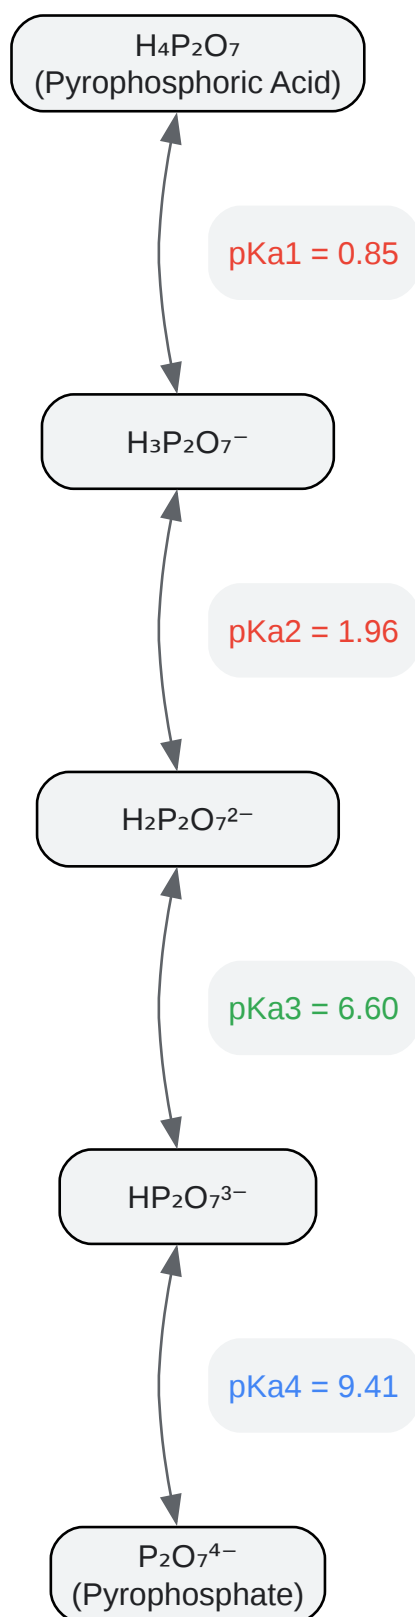 H₄P₂O₇
(Pyrophosphoric Acid)
pKa1 = 0.85
H₃P₂O₇⁻
pKa2 = 1.96
H₂P₂O₇²⁻
pKa3 = 6.60
HP₂O₇³⁻
pKa4 = 9.41
P₂O₇⁴⁻
(Pyrophosphate)